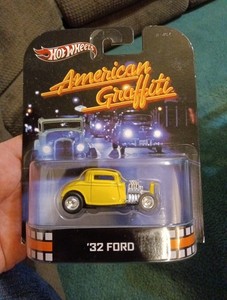 Hot Wheels
American
Graffiti
'32 FORD